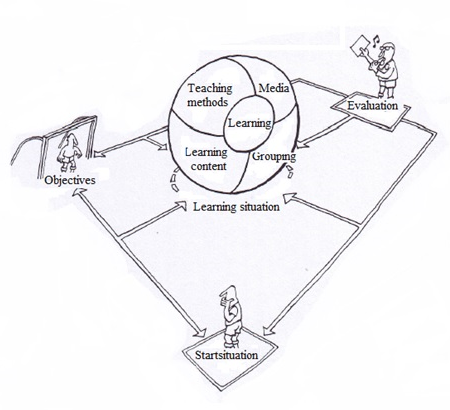 Teaching
methods
Media
Learning
Evaluation
Learning
content
Grouping
Objectives
Learning situation
Startsituation